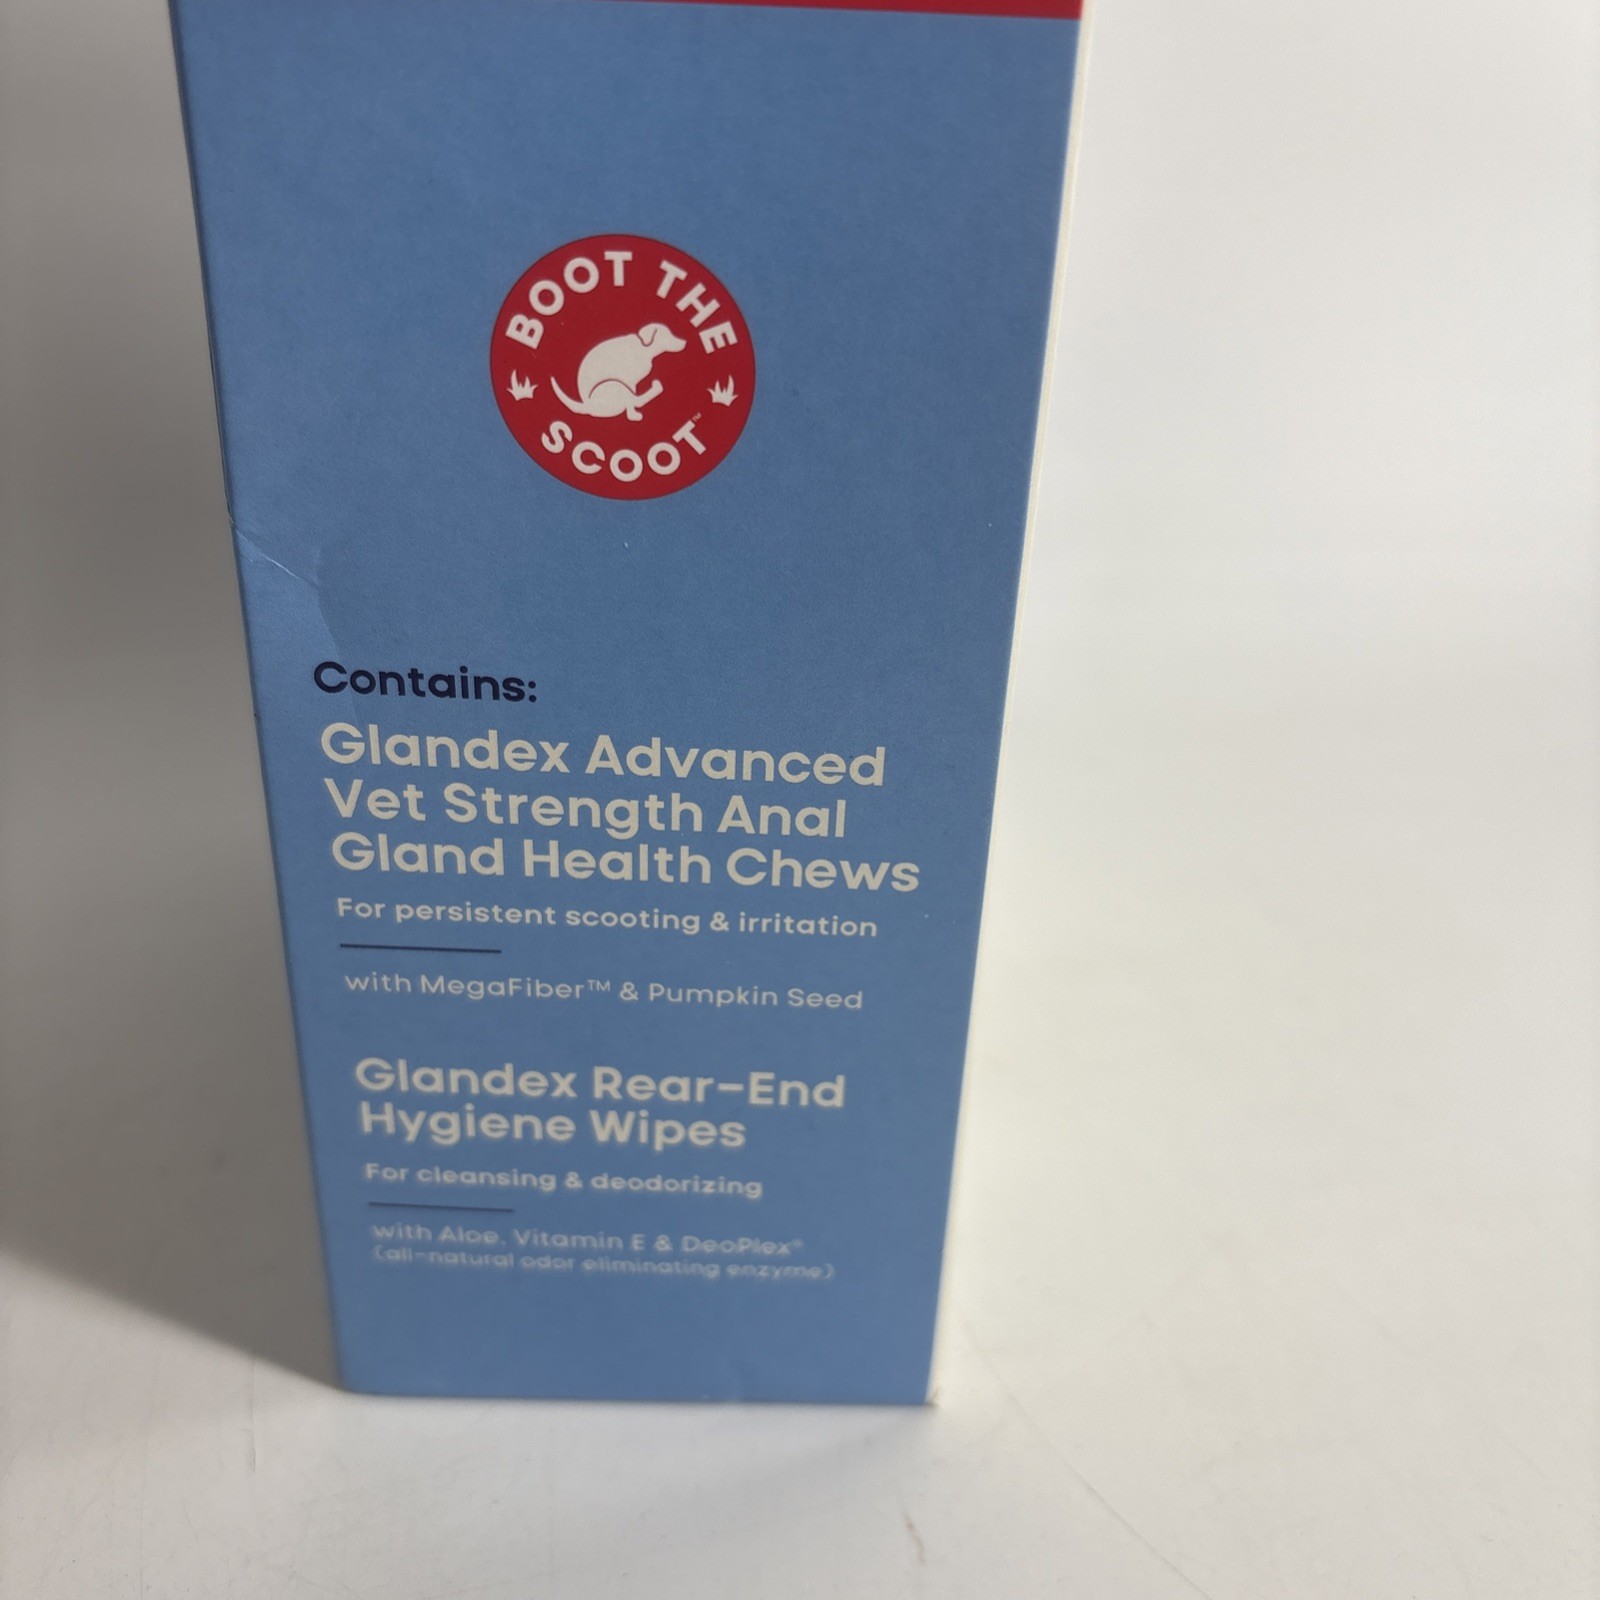 BOOT THE
SCOOT™
Contains:
Glandex Advanced
Vet Strength Anal
Gland Health Chews
For persistent scooting & irritation
with MegaFiber™ & Pumpkin Seed
Glandex Rear-End
Hygiene Wipes
For cleansing & deodorizing
with Aloe, Vitamin E & DeoPlex®
(all-natural odor eliminating enzyme)